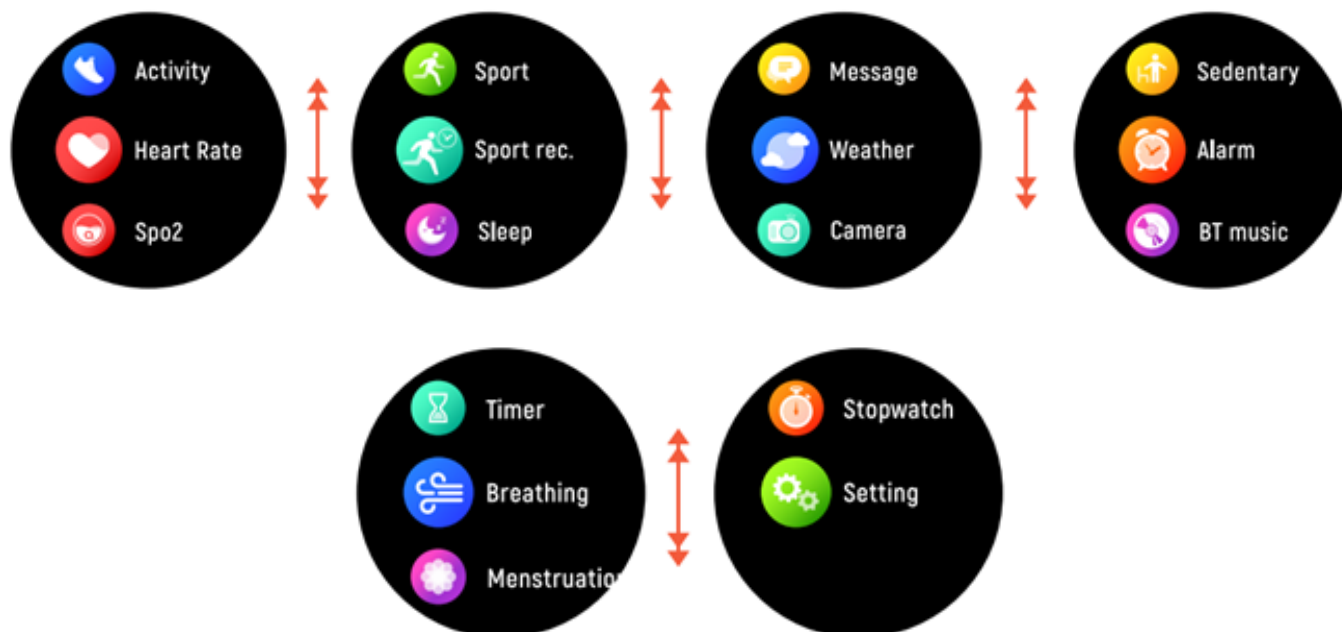 Activity
Heart Rate
Spo2
Sport
Sport rec.
Sleep
Message
Weather
Camera
Sedentary
Alarm
BT music
Timer
Breathing
Menstruation
Stopwatch
Setting